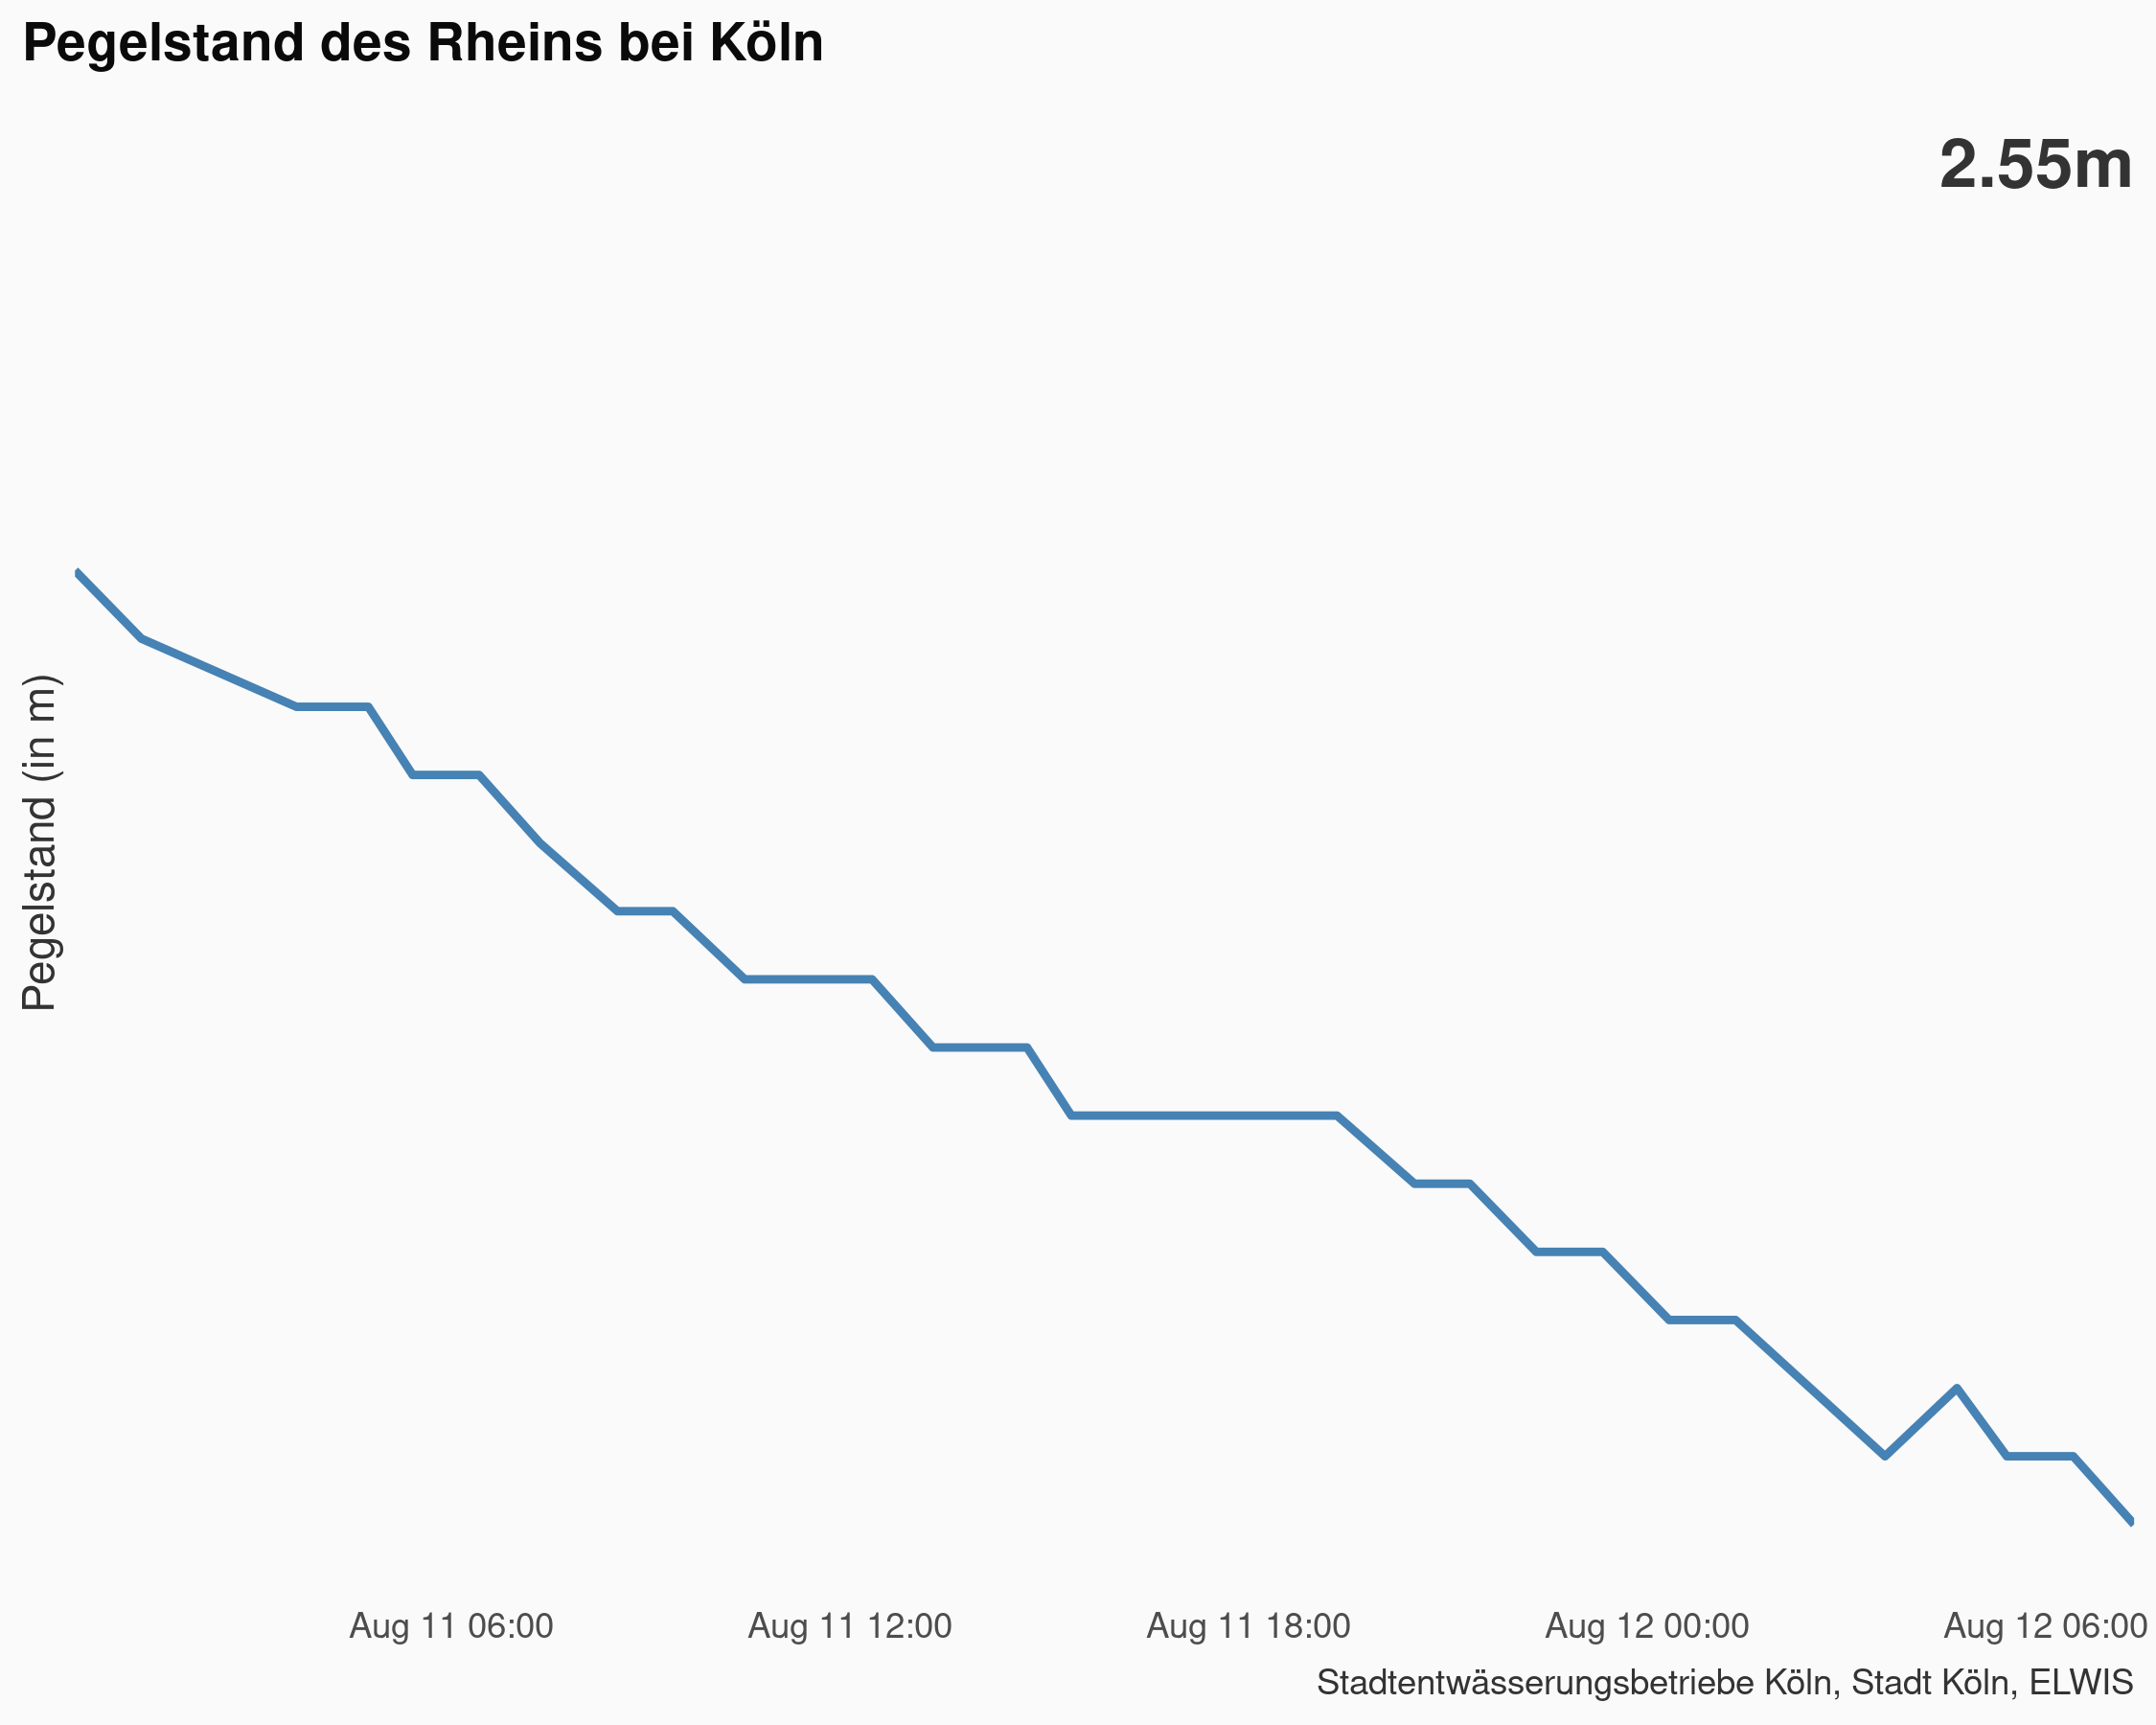 Pegelstand des Rheins bei Köln
2.55m
Pegelstand (in m)
Aug 11 06:00
Aug 11 12:00
Aug 11 18:00
Aug 12 00:00
Aug 12 06:00
Stadtentwässerungsbetriebe Köln, Stadt Köln, ELWIS